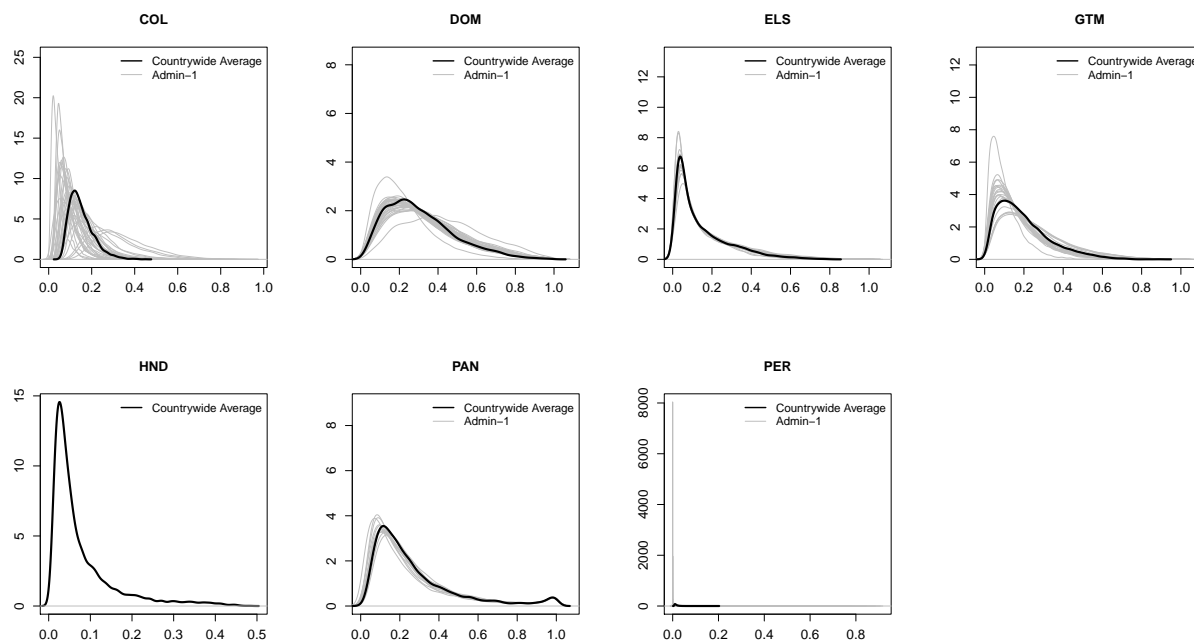 COL
DOM
ELS
GTM
Countrywide Average
Admin−1
Countrywide Average
Admin−1
Countrywide Average
Admin−1
Countrywide Average
Admin−1
0 5 10 15 20 25
0 2 4 6 8
0 2 4 6 8 10 12
0 2 4 6 8 10 12
0.0 0.2 0.4 0.6 0.8 1.0
0.0 0.2 0.4 0.6 0.8 1.0
0.0 0.2 0.4 0.6 0.8 1.0
0.0 0.2 0.4 0.6 0.8 1.0
HND
PAN
PER
Countrywide Average
Countrywide Average
Admin−1
Countrywide Average
Admin−1
0 5 10 15
0 2 4 6 8
0 2000 4000 6000 8000
0.0 0.1 0.2 0.3 0.4 0.5
0.0 0.2 0.4 0.6 0.8 1.0
0.0 0.2 0.4 0.6 0.8